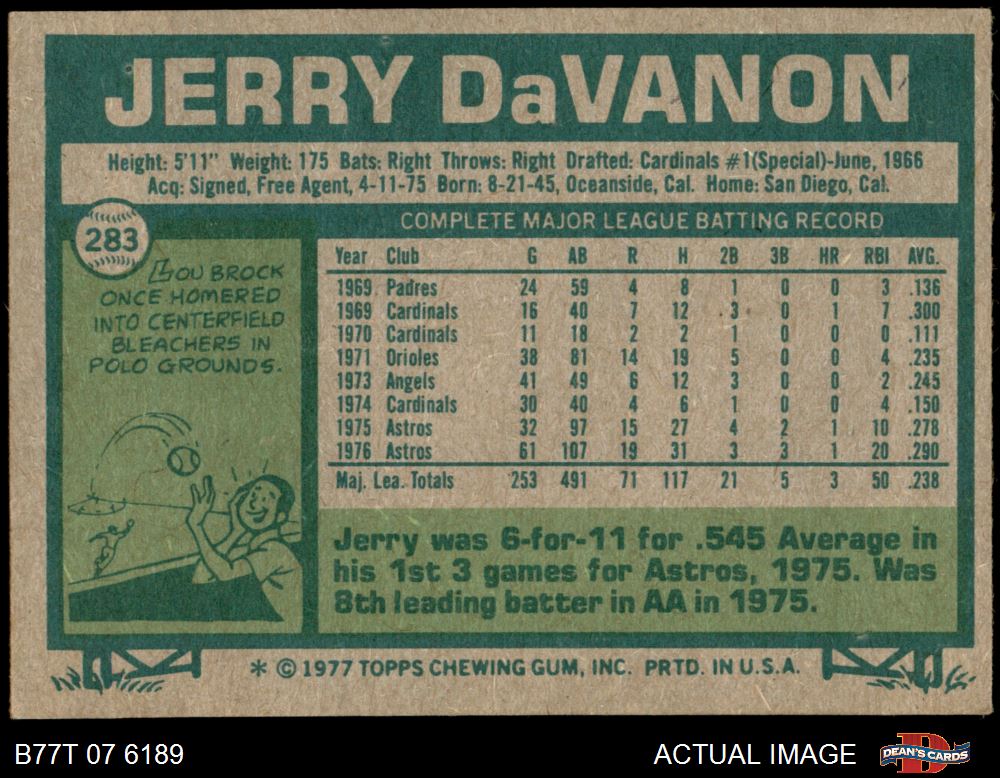 JERRY DaVANON
Height: 5'11" Weight: 175 Bats: Right Throws: Right Drafted: Cardinals #1(Special)-June, 1966
Acq: Signed, Free Agent, 4-11-75 Born: 8-21-45, Oceanside, Cal. Home: San Diego, Cal.
283
LOU BROCK
ONCE HOMERED
INTO CENTERFIELD
BLEACHERS IN
POLO GROUNDS.
COMPLETE MAJOR LEAGUE BATTING RECORD
Year Club G AB R H 2B 3B HR RBI AVG.
1969 Padres 24 59 4 8 1 0 0 3 .136
1969 Cardinals 16 40 7 12 3 0 1 7 .300
1970 Cardinals 11 18 2 2 1 0 0 0 .111
1971 Orioles 38 81 14 19 5 0 0 4 .235
1973 Angels 41 49 6 12 3 0 0 2 .245
1974 Cardinals 30 40 4 6 1 0 0 4 .150
1975 Astros 32 97 15 27 4 2 1 10 .278
1976 Astros 61 107 19 31 3 3 1 20 .290
Maj. Lea. Totals 253 491 71 117 21 5 3 50 .238
Jerry was 6-for-11 for .545 Average in
his 1st 3 games for Astros, 1975. Was
8th leading batter in AA in 1975.
* © 1977 TOPPS CHEWING GUM, INC. PRTD. IN U.S.A.
B77T 07 6189
ACTUAL IMAGE
DEAN'S CARDS